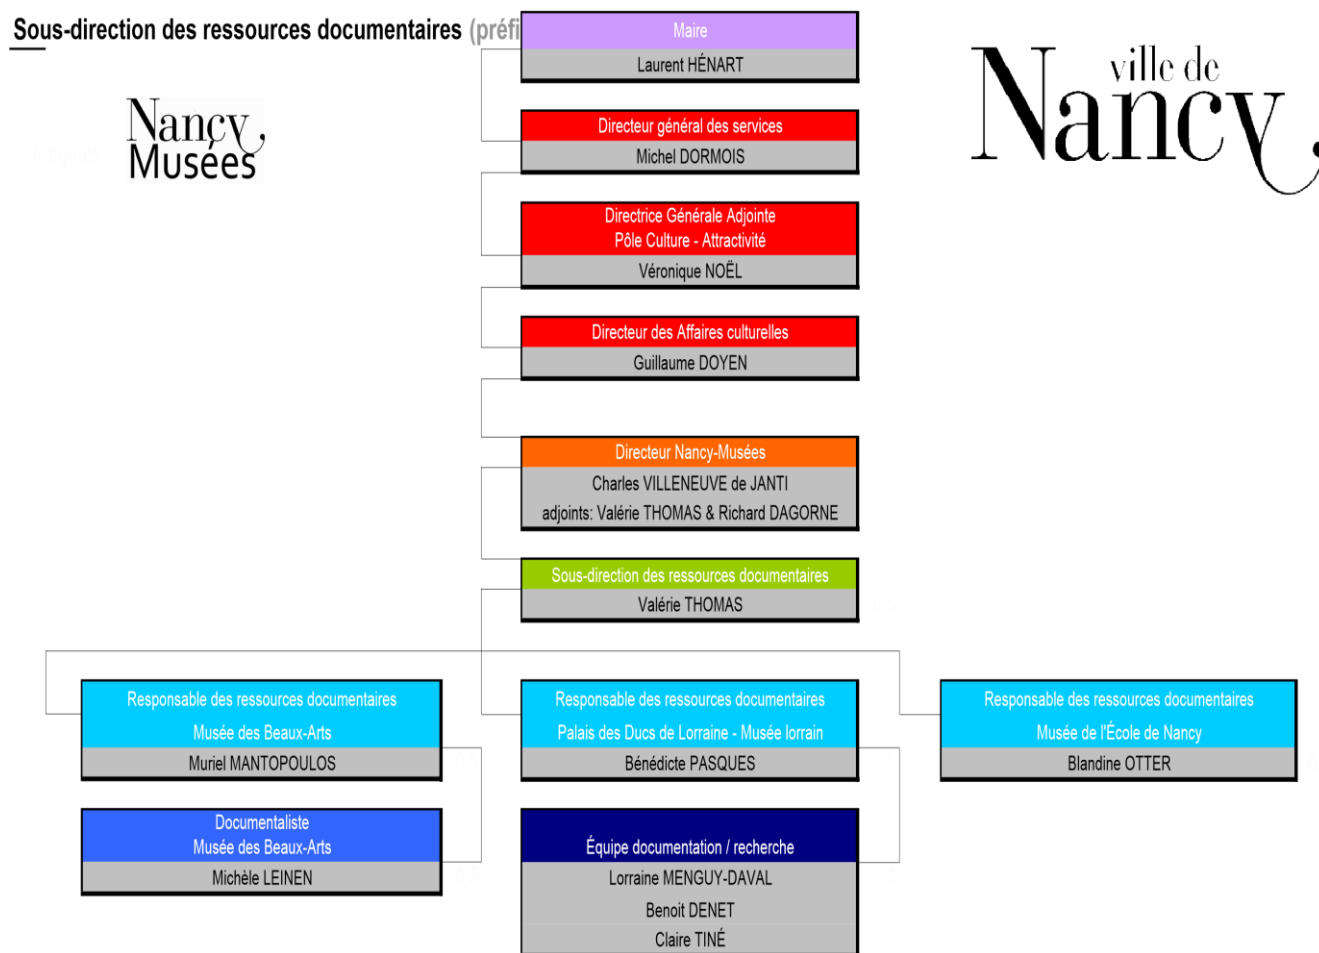 Sous-direction des ressources documentaires (préfi
Maire
Laurent HÉNART
ville de
Nancy
Nancy
Musées
Directeur général des services
Michel DORMOIS
Directrice Générale Adjointe
Pôle Culture - Attractivité
Véronique NOËL
Directeur des Affaires culturelles
Guillaume DOYEN
Directeur Nancy-Musées
Charles VILLENEUVE de JANTI
adjoints: Valérie THOMAS & Richard DAGORNE
Sous-direction des ressources documentaires
Valérie THOMAS
Responsable des ressources documentaires
Musée des Beaux-Arts
Muriel MANTOPOULOS
Responsable des ressources documentaires
Palais des Ducs de Lorraine - Musée lorrain
Bénédicte PASQUES
Responsable des ressources documentaires
Musée de l'École de Nancy
Blandine OTTER
Documentaliste
Musée des Beaux-Arts
Michèle LEINEN
Équipe documentation / recherche
Lorraine MENGUY-DAVAL
Benoit DENET
Claire TINÉ